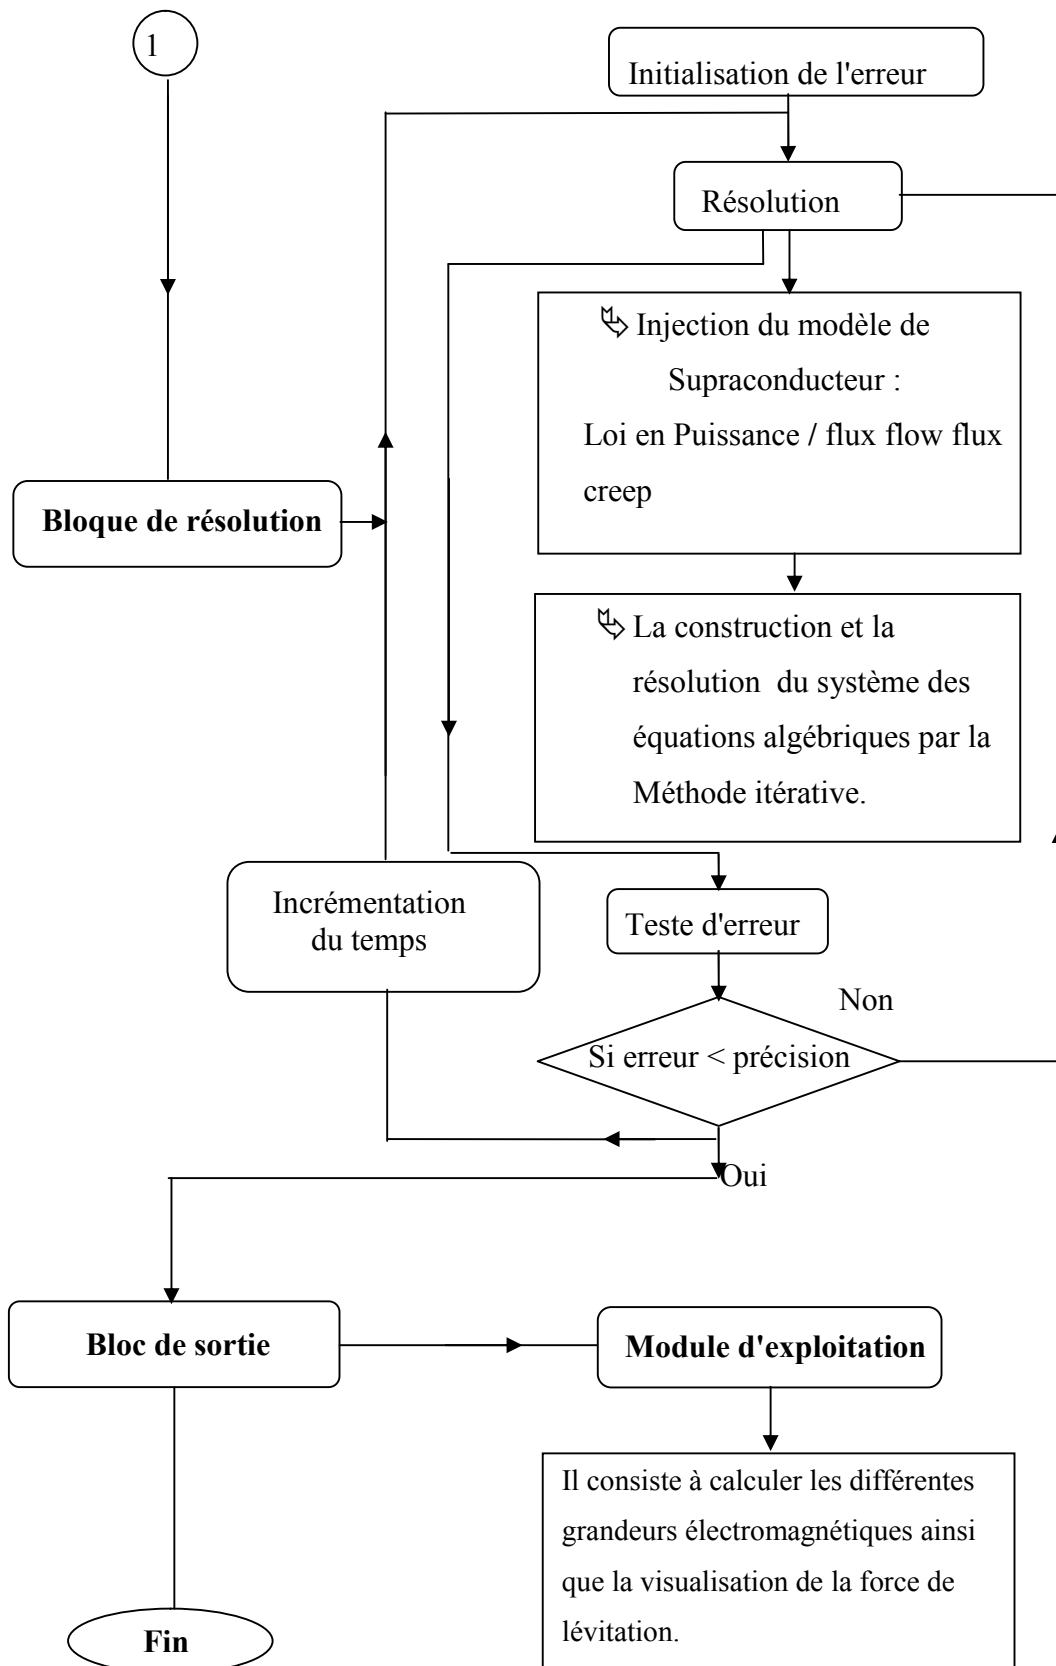 1
Initialisation de l'erreur
Résolution
Injection du modèle de
Supraconducteur :
Loi en Puissance / flux flow flux
creep
Bloque de résolution
La construction et la
résolution du système des
équations algébriques par la
Méthode itérative.
Incrémentation
du temps
Teste d'erreur
Non
Si erreur < précision
Oui
Bloc de sortie
Module d'exploitation
Il consiste à calculer les différentes
grandeurs électromagnétiques ainsi
que la visualisation de la force de
lévitation.
Fin